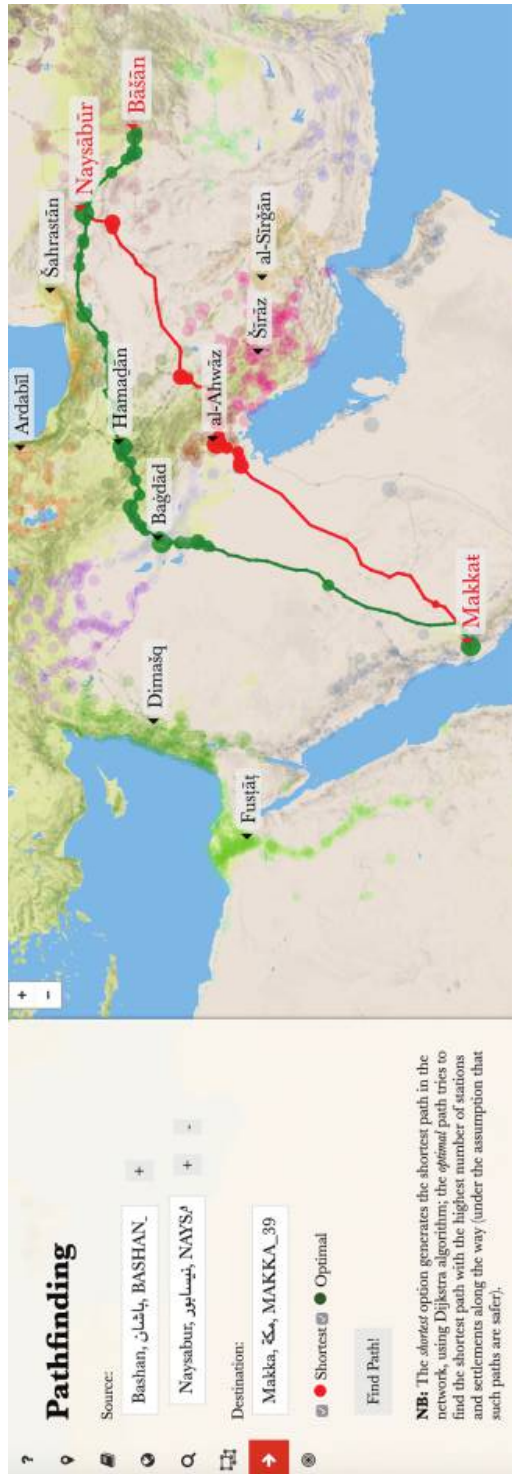 Pathfinding
Source:
Bashan, باشان, BASHAN_
+
Naysabur, نيسابور, NAYSA
+
-
Destination:
Makka, مكة, MAKKA_39
Shortest
Optimal
Find Path!
NB: The shortest option generates the shortest path in the
network, using Dijkstra algorithm; the optimal path tries to
find the shortest path with the highest number of stations
and settlements along the way (under the assumption that
such paths are safer).
?
+
-
Ardabīl
Šahrastān
Naysābūr
Bāšān
Hamaḏān
Baġdād
al-Ahwāz
Šīrāz
al-Sīrǧān
Dimašq
Fusṭāṭ
Makkaŧ